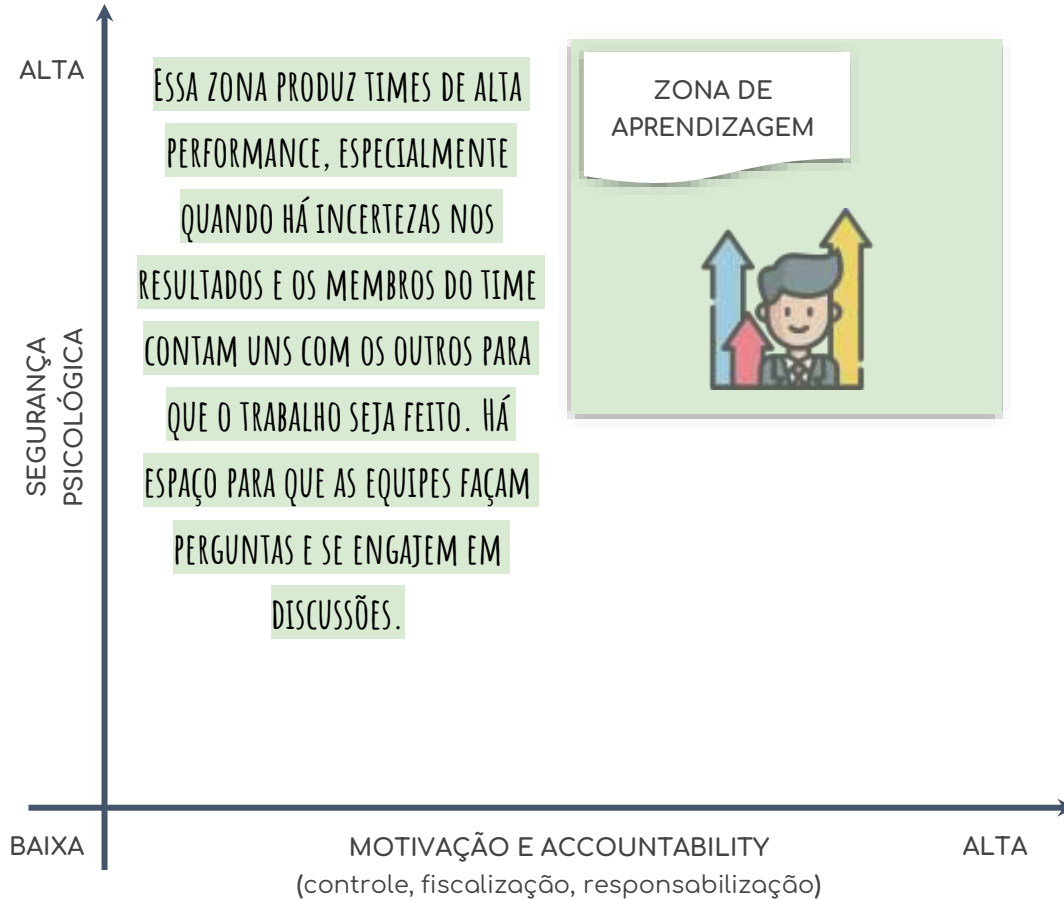 ALTA
ESSA ZONA PRODUZ TIMES DE ALTA
PERFORMANCE, ESPECIALMENTE
QUANDO HÁ INCERTEZAS NOS
RESULTADOS E OS MEMBROS DO TIME
CONTAM UNS COM OS OUTROS PARA
QUE O TRABALHO SEJA FEITO. HÁ
ESPAÇO PARA QUE AS EQUIPES FAÇAM
PERGUNTAS E SE ENGAJEM EM
DISCUSSÕES.
ZONA DE
APRENDIZAGEM
SEGURANÇA
PSICOLÓGICA
BAIXA
MOTIVAÇÃO E ACCOUNTABILITY
(controle, fiscalização, responsabilização)
ALTA